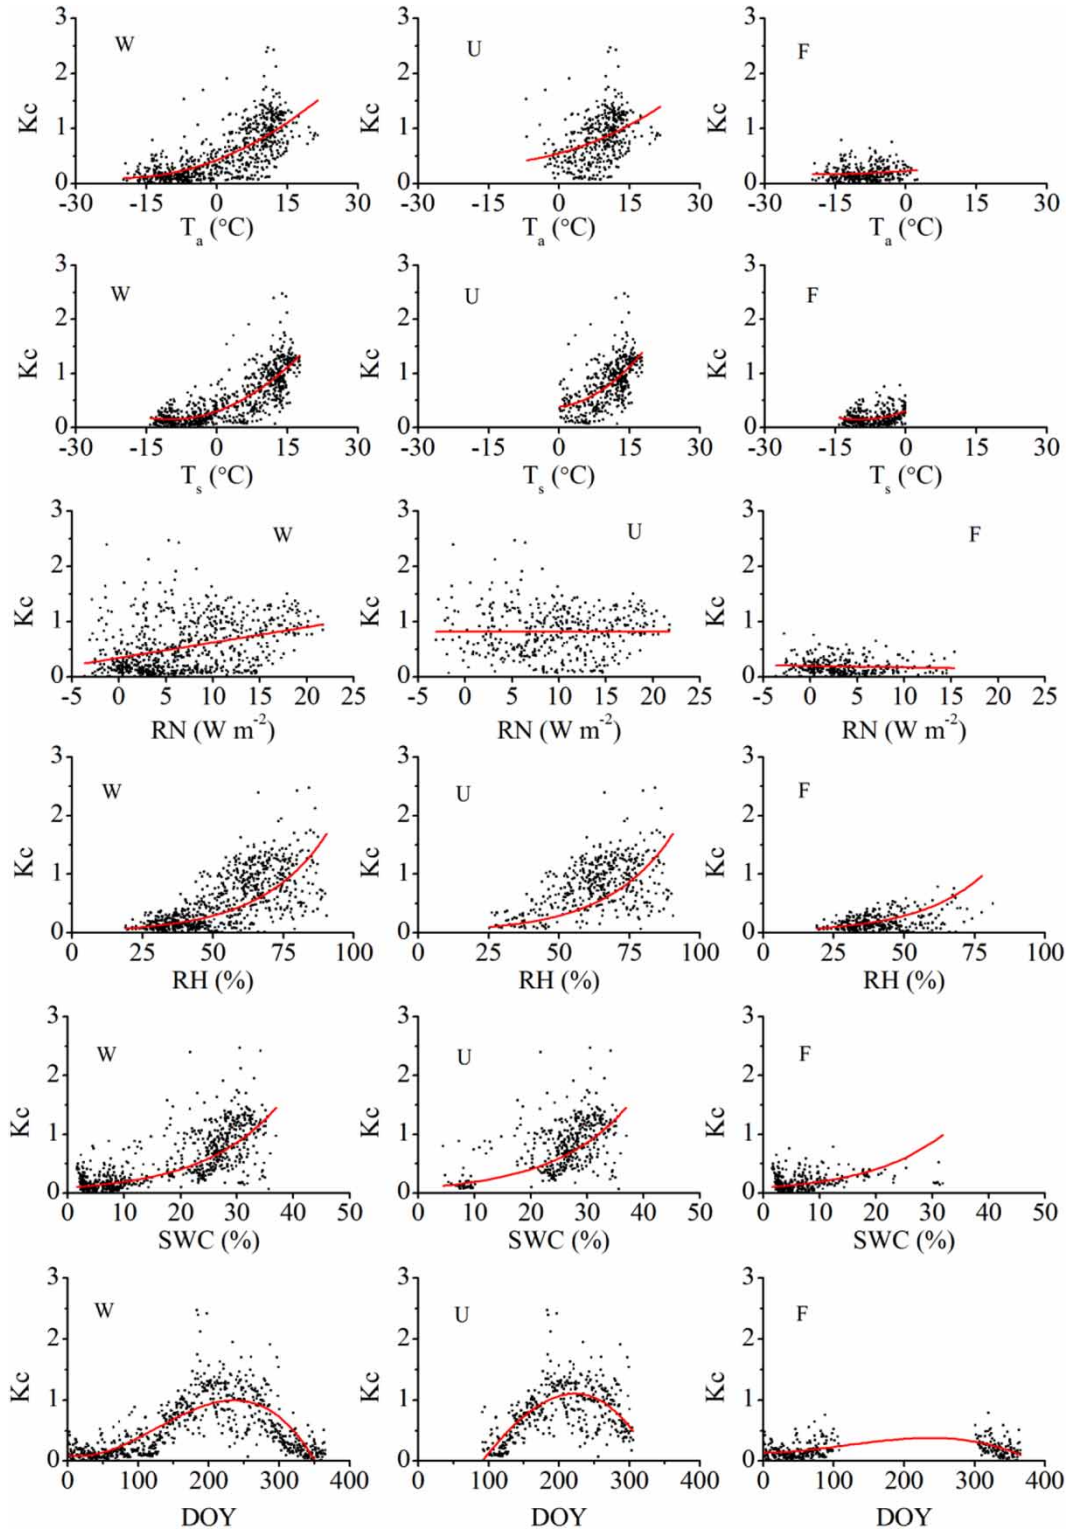 3 3 3
W U F
2 2 2
Kc Kc Kc
1 1 1
0 0 0
-30 -15 0 15 30 -30 -15 0 15 30 -30 -15 0 15 30
Ta (°C) Ta (°C) Ta (°C)
3 3 3
W U F
2 2 2
Kc Kc Kc
1 1 1
0 0 0
-30 -15 0 15 30 -30 -15 0 15 30 -30 -15 0 15 30
Ts (°C) Ts (°C) Ts (°C)
3 3 3
W U F
2 2 2
Kc Kc Kc
1 1 1
0 0 0
-5 0 5 10 15 20 25 -5 0 5 10 15 20 25 -5 0 5 10 15 20 25
RN (W m-2) RN (W m-2) RN (W m-2)
3 3 3
W U F
2 2 2
Kc Kc Kc
1 1 1
0 0 0
0 25 50 75 100 0 25 50 75 100 0 25 50 75 100
RH (%) RH (%) RH (%)
3 3 3
W U F
2 2 2
Kc Kc Kc
1 1 1
0 0 0
0 10 20 30 40 50 0 10 20 30 40 50 0 10 20 30 40 50
SWC (%) SWC (%) SWC (%)
3 3 3
W U F
2 2 2
Kc Kc Kc
1 1 1
0 0 0
0 100 200 300 400 0 100 200 300 400 0 100 200 300 400
DOY DOY DOY